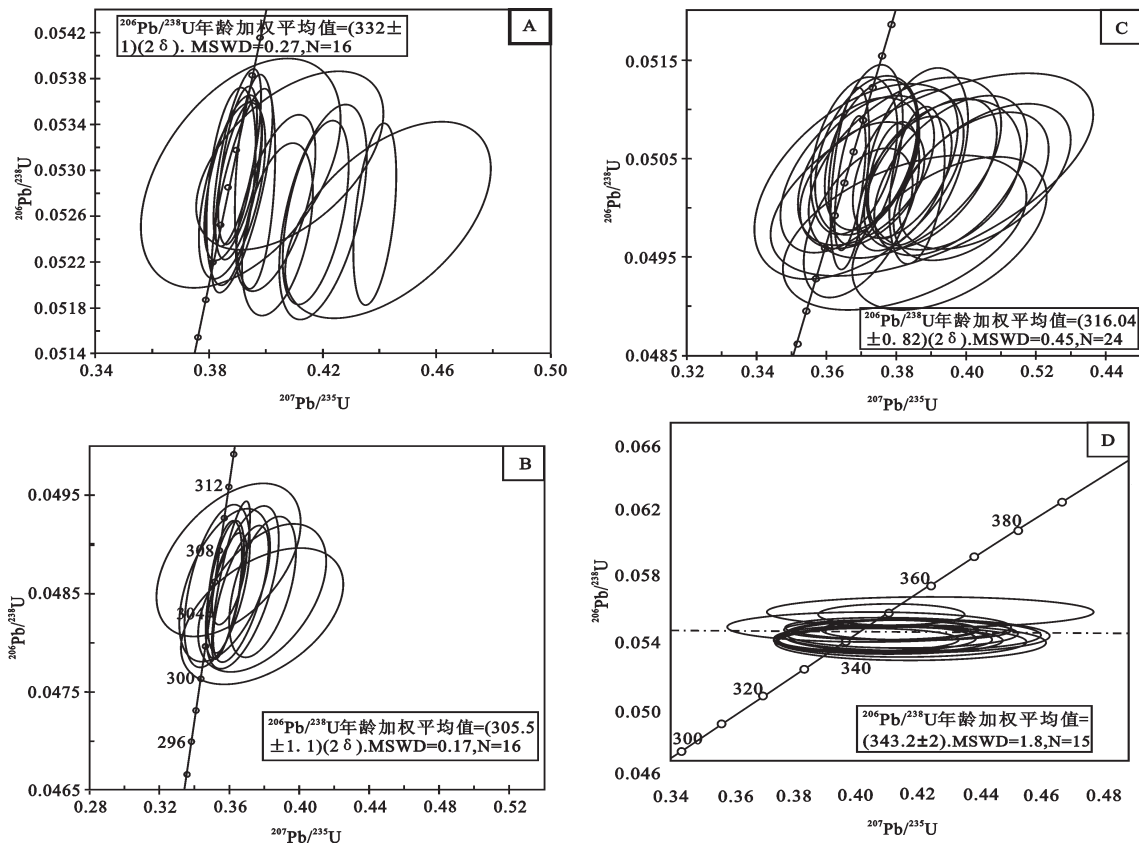 A
²⁰⁶Pb/²³⁸U年龄加权平均值=(332±
1)(2δ). MSWD=0.27,N=16
0.0542
0.0538
0.0534
0.0530
0.0526
0.0522
0.0518
0.0514
²⁰⁶Pb/²³⁸U
0.34
0.38
0.40
0.42
0.46
0.50
²⁰⁷Pb/²³⁵U
C
0.0515
0.0505
0.0495
0.0485
²⁰⁶Pb/²³⁸U
²⁰⁶Pb/²³⁸U年龄加权平均值=(316.04
±0.82)(2δ).MSWD=0.45,N=24
0.32
0.36
0.38
0.40
0.52
0.44
²⁰⁷Pb/²³⁵U
B
0.0495
0.0485
0.0475
0.0465
²⁰⁶Pb/²³⁸U
312
308
304
300
296
²⁰⁶Pb/²³⁸U年龄加权平均值=(305.5
±1.1)(2δ).MSWD=0.17,N=16
0.28
0.32
0.36
0.40
0.44
0.48
0.52
²⁰⁷Pb/²³⁵U
D
0.066
0.062
0.058
0.054
0.050
0.046
²⁰⁶Pb/²³⁸U
380
360
340
320
300
²⁰⁶Pb/²³⁸U年龄加权平均值=
(343.2±2).MSWD=1.8,N=15
0.34
0.36
0.38
0.40
0.42
0.44
0.46
0.48
²⁰⁷Pb/²³⁵U